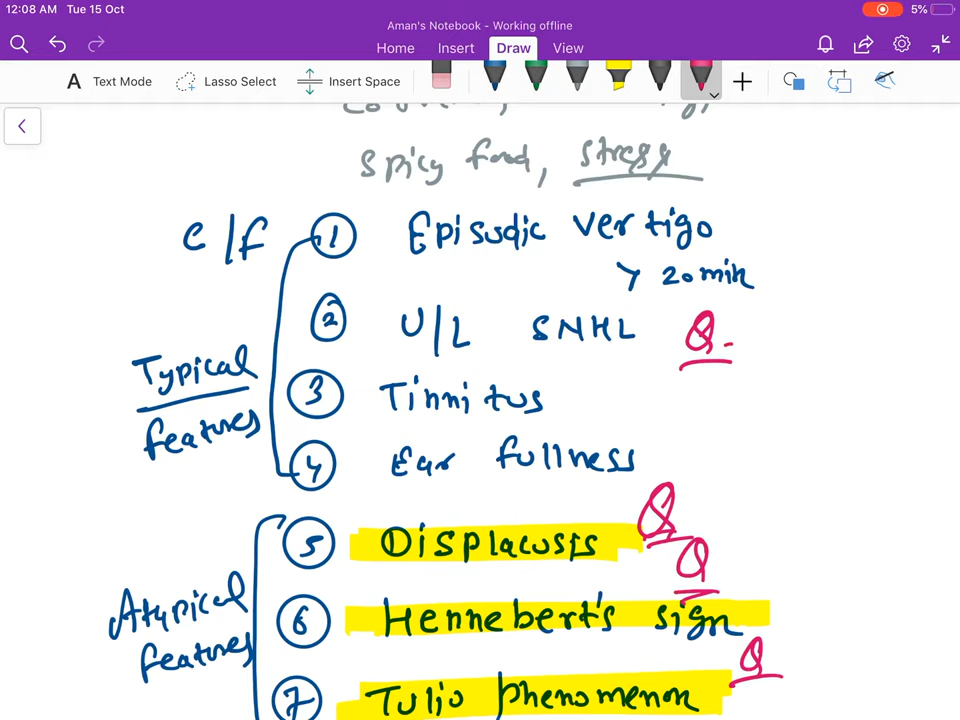 12:08 AM Tue 15 Oct
5%
Aman's Notebook - Working offline
Home Insert Draw View
A Text Mode Lasso Select Insert Space
Spicy food, stress
C/F 1 Episodic vertigo
> 20 min
2 U/L SNHL Q.
3 Tinnitus
Typical
features
4 Ear fullness
5 Displacusis Q
Q
Atypical
features
6 Hennebert's sign
Q
7 Tulio phenomenon